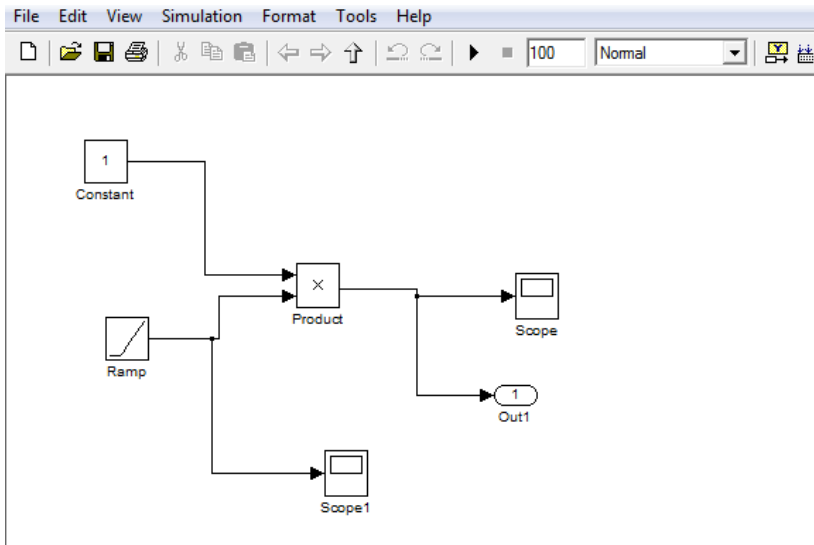 File Edit View Simulation Format Tools Help
100 Normal
1
Constant
×
Product
Scope
Ramp
1
Out1
Scope1